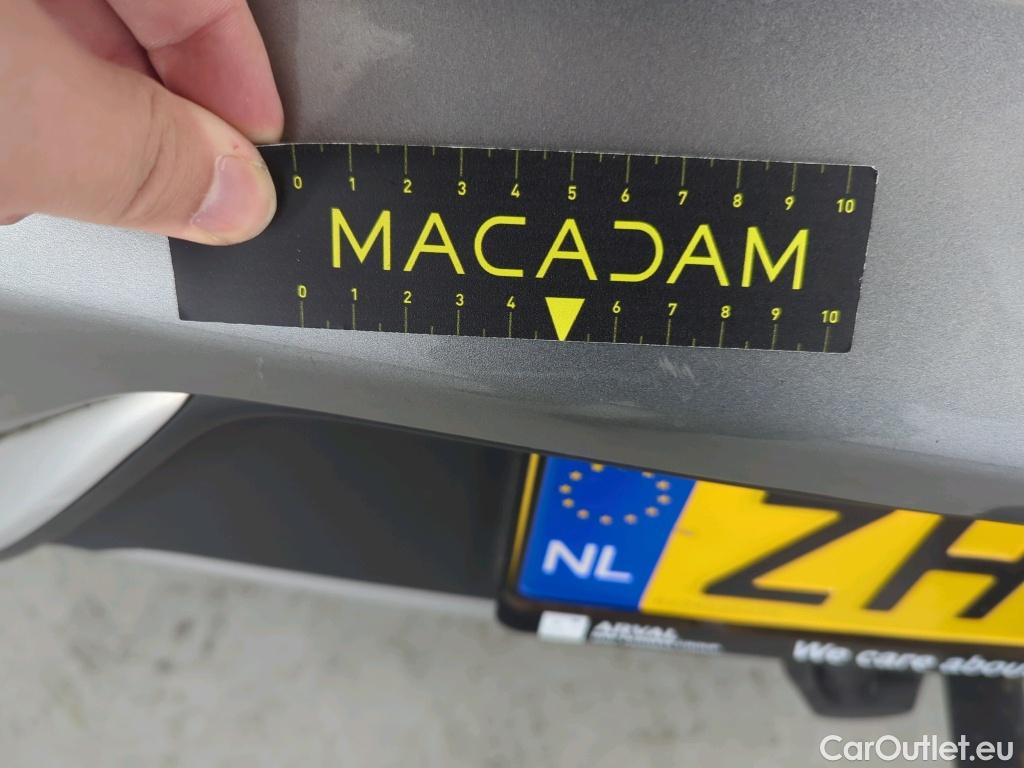 0 1 2 3 4 5 6 7 8 9 10
MACADAM
0 1 2 3 4 6 7 8 9 10
NL
ZH
ARVAL
We care abou
CarOutlet.eu